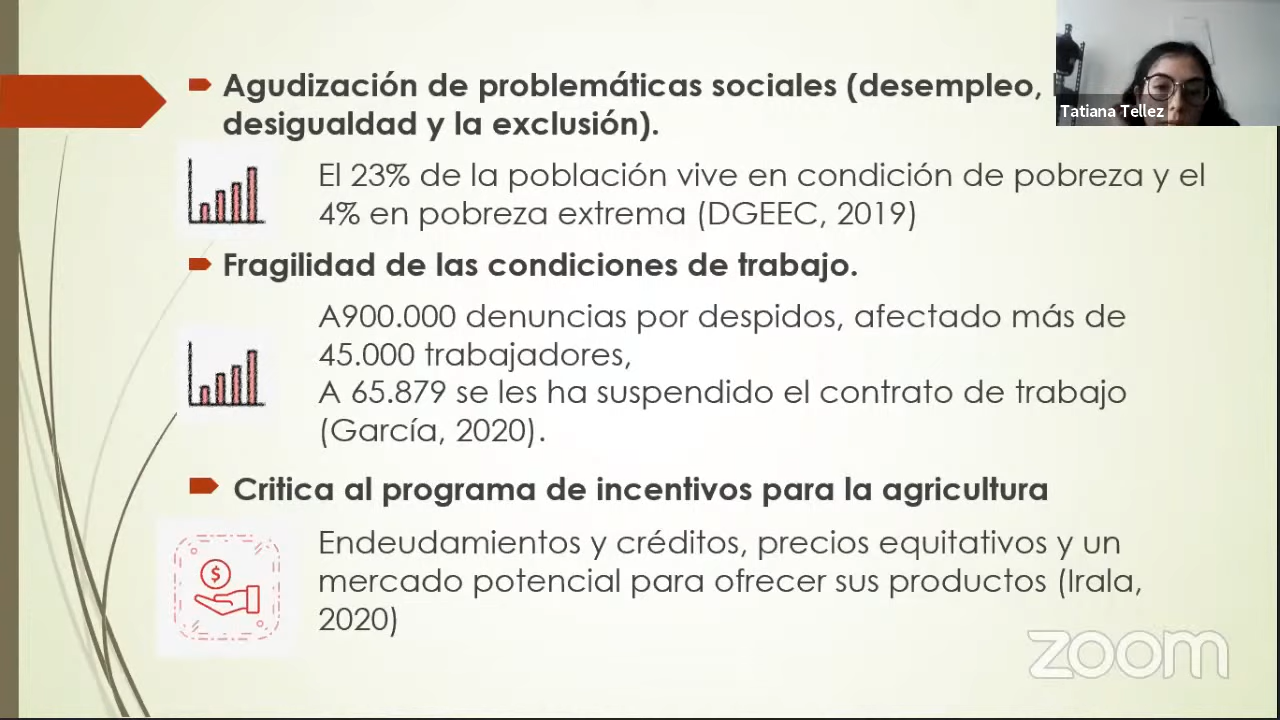 Agudización de problemáticas sociales (desempleo,
desigualdad y la exclusión).
Tatiana Tellez
El 23% de la población vive en condición de pobreza y el
4% en pobreza extrema (DGEEC, 2019)
Fragilidad de las condiciones de trabajo.
A900.000 denuncias por despidos, afectado más de
45.000 trabajadores,
A 65.879 se les ha suspendido el contrato de trabajo
(García, 2020).
Critica al programa de incentivos para la agricultura
$
Endeudamientos y créditos, precios equitativos y un
mercado potencial para ofrecer sus productos (Irala,
2020)
zoom